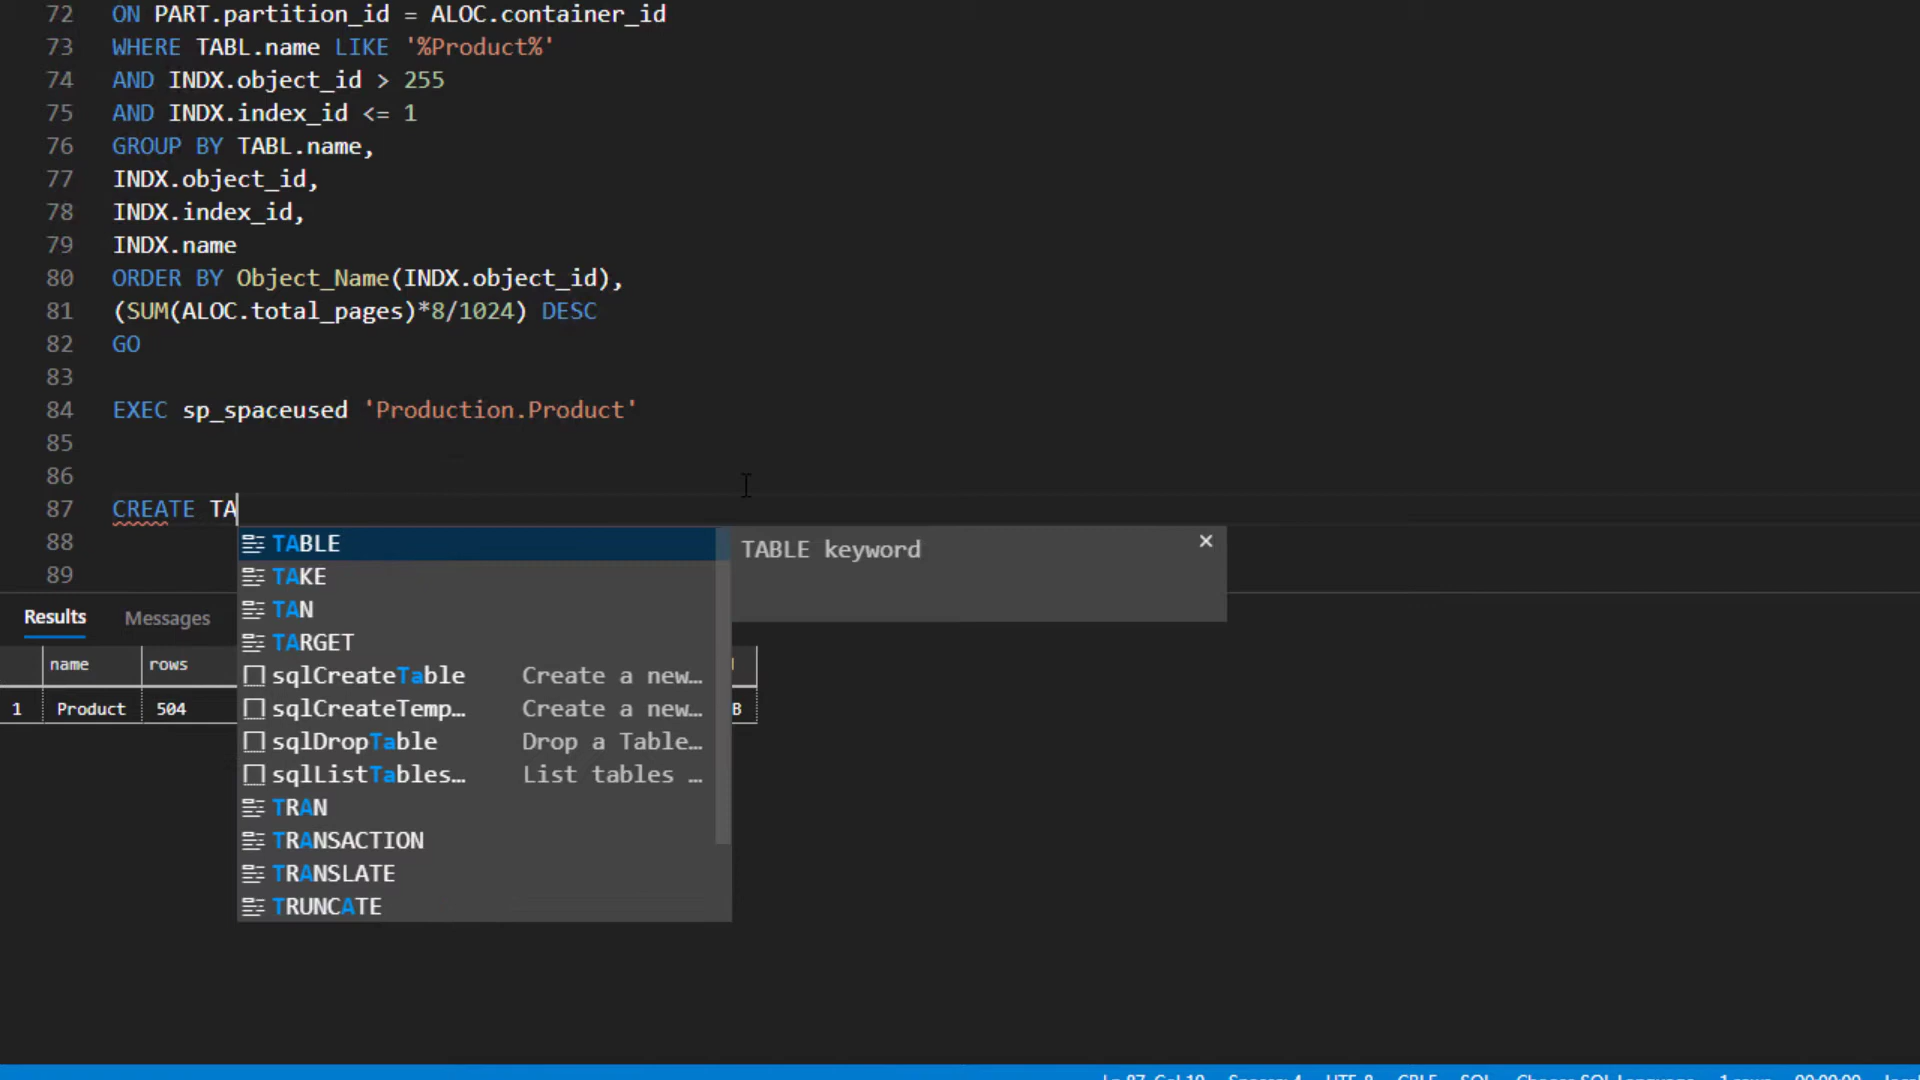 72 ON PART.partition_id = ALOC.container_id
73 WHERE TABL.name LIKE '%Product%'
74 AND INDX.object_id > 255
75 AND INDX.index_id <= 1
76 GROUP BY TABL.name,
77 INDX.object_id,
78 INDX.index_id,
79 INDX.name
80 ORDER BY Object_Name(INDX.object_id),
81 (SUM(ALOC.total_pages)*8/1024) DESC
82 GO
83
84 EXEC sp_spaceused 'Production.Product'
85
86
87 CREATE TA
88
89
TABLE
TABLE keyword
TAKE
TAN
TARGET
sqlCreateTable Create a new…
sqlCreateTemp… Create a new…
sqlDropTable Drop a Table…
sqlListTables… List tables …
TRAN
TRANSACTION
TRANSLATE
TRUNCATE
Results Messages
name rows
1 Product 504 B